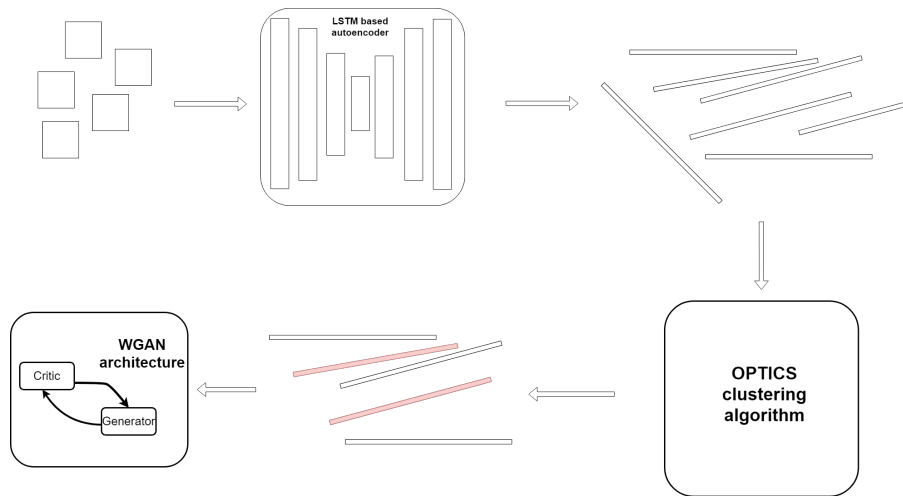 LSTM based
autoencoder
OPTICS
clustering
algorithm
WGAN
architecture
Critic
Generator